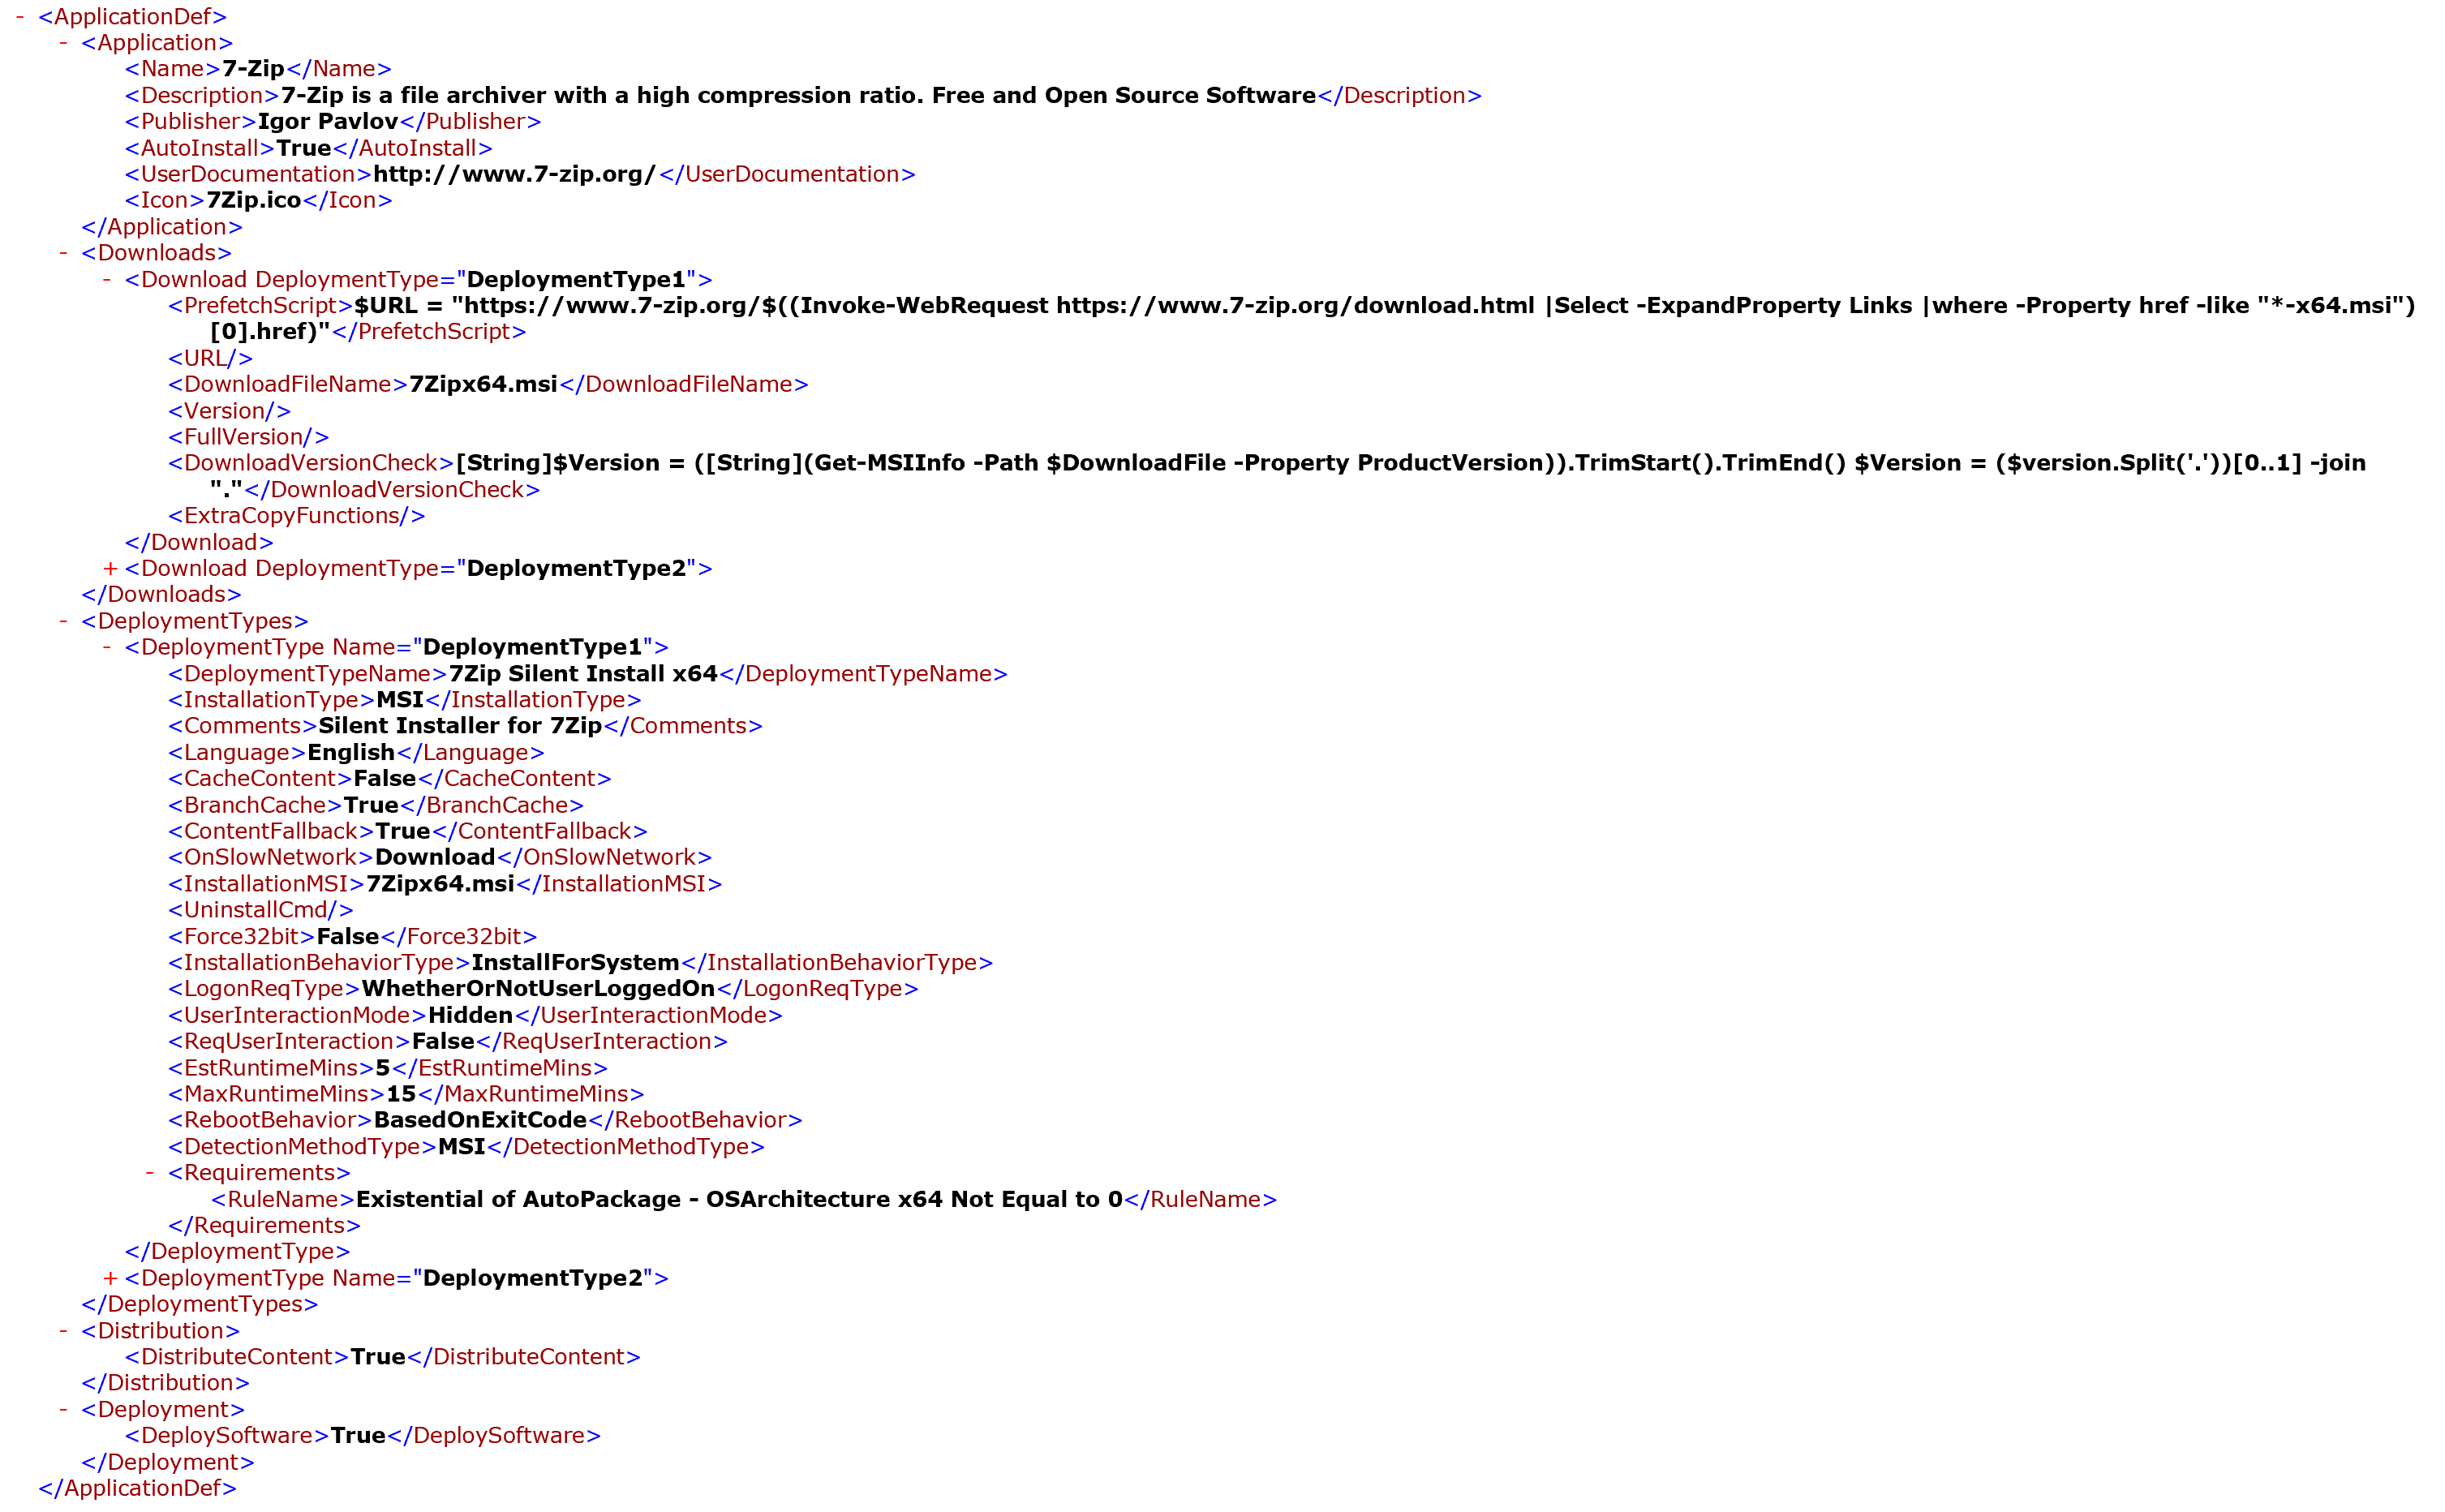 - <ApplicationDef>
- <Application>
<Name>7-Zip</Name>
<Description>7-Zip is a file archiver with a high compression ratio. Free and Open Source Software</Description>
<Publisher>Igor Pavlov</Publisher>
<AutoInstall>True</AutoInstall>
<UserDocumentation>http://www.7-zip.org/</UserDocumentation>
<Icon>7Zip.ico</Icon>
</Application>
- <Downloads>
- <Download DeploymentType="DeploymentType1">
<PrefetchScript>$URL = "https://www.7-zip.org/$((Invoke-WebRequest https://www.7-zip.org/download.html |Select -ExpandProperty Links |where -Property href -like "*-x64.msi")
[0].href)"</PrefetchScript>
<URL/>
<DownloadFileName>7Zipx64.msi</DownloadFileName>
<Version/>
<FullVersion/>
<DownloadVersionCheck>[String]$Version = ([String](Get-MSIInfo -Path $DownloadFile -Property ProductVersion)).TrimStart().TrimEnd() $Version = ($version.Split('.'))[0..1] -join
"."</DownloadVersionCheck>
<ExtraCopyFunctions/>
</Download>
+ <Download DeploymentType="DeploymentType2">
</Downloads>
- <DeploymentTypes>
- <DeploymentType Name="DeploymentType1">
<DeploymentTypeName>7Zip Silent Install x64</DeploymentTypeName>
<InstallationType>MSI</InstallationType>
<Comments>Silent Installer for 7Zip</Comments>
<Language>English</Language>
<CacheContent>False</CacheContent>
<BranchCache>True</BranchCache>
<ContentFallback>True</ContentFallback>
<OnSlowNetwork>Download</OnSlowNetwork>
<InstallationMSI>7Zipx64.msi</InstallationMSI>
<UninstallCmd/>
<Force32bit>False</Force32bit>
<InstallationBehaviorType>InstallForSystem</InstallationBehaviorType>
<LogonReqType>WhetherOrNotUserLoggedOn</LogonReqType>
<UserInteractionMode>Hidden</UserInteractionMode>
<ReqUserInteraction>False</ReqUserInteraction>
<EstRuntimeMins>5</EstRuntimeMins>
<MaxRuntimeMins>15</MaxRuntimeMins>
<RebootBehavior>BasedOnExitCode</RebootBehavior>
<DetectionMethodType>MSI</DetectionMethodType>
- <Requirements>
<RuleName>Existential of AutoPackage - OSArchitecture x64 Not Equal to 0</RuleName>
</Requirements>
</DeploymentType>
+ <DeploymentType Name="DeploymentType2">
</DeploymentTypes>
- <Distribution>
<DistributeContent>True</DistributeContent>
</Distribution>
- <Deployment>
<DeploySoftware>True</DeploySoftware>
</Deployment>
</ApplicationDef>